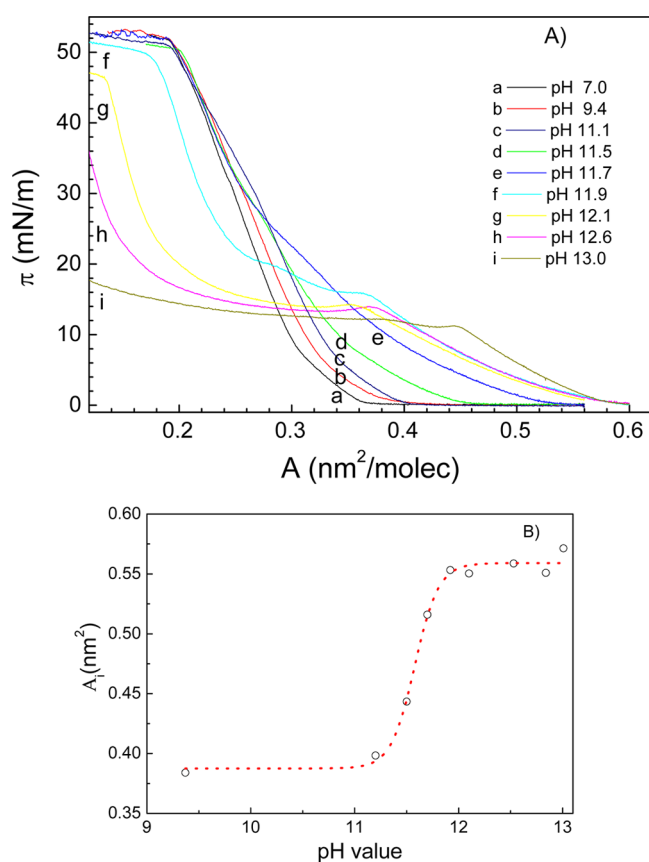 A)
50
40
30
20
10
0
π (mN/m)
a pH 7.0
b pH 9.4
c pH 11.1
d pH 11.5
e pH 11.7
f pH 11.9
g pH 12.1
h pH 12.6
i pH 13.0
f
g
h
i
e
d
c
b
a
0.2 0.3 0.4 0.5 0.6
A (nm²/molec)
B)
0.60
0.55
0.50
0.45
0.40
0.35
Aᵢ(nm²)
9 10 11 12 13
pH value